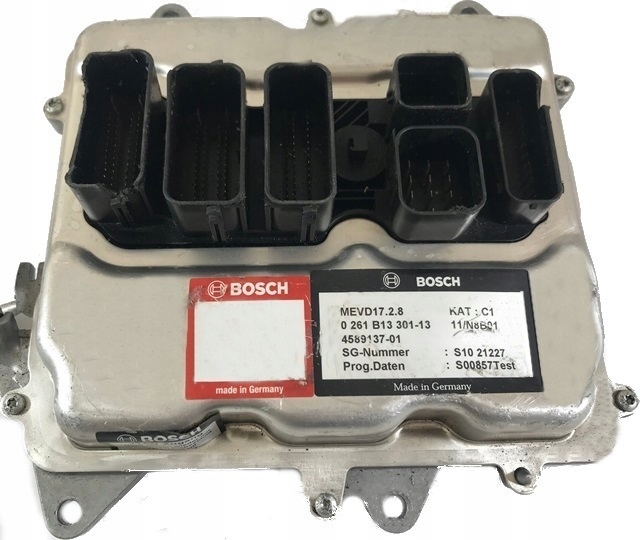 BOSCH
made in Germany
BOSCH
MEVD17.2.8 KAT : C1
0 261 B13 301-13 11/N8B01
4589137-01
SG-Nummer : S10 21227
Prog.Daten : S00857Test
Made in Germany
BOSCH